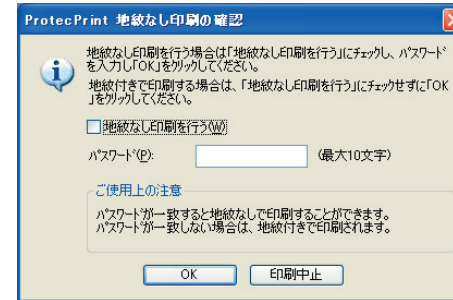 ProtecPrint 地紋なし印刷の確認
地紋なし印刷を行う場合は「地紋なし印刷を行う」にチェックし、パスワード
を入力し「OK」をクリックしてください。
地紋付きで印刷する場合は、「地紋なし印刷を行う」にチェックせずに「OK
」をクリックしてください。
地紋なし印刷を行う(W)
パスワード(P):
(最大10文字)
ご使用上の注意
パスワードが一致すると地紋なしで印刷することができます。
パスワードが一致しない場合は、地紋付きで印刷されます。
OK
印刷中止